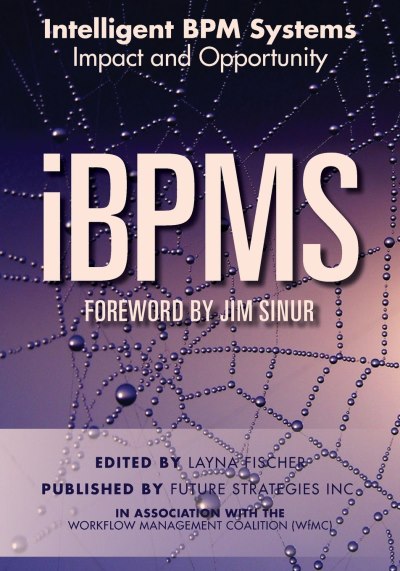 Intelligent BPM Systems
Impact and Opportunity
iBPMS
FOREWORD BY JIM SINUR
EDITED BY LAYNA FISCHER
PUBLISHED BY FUTURE STRATEGIES INC
IN ASSOCIATION WITH THE
WORKFLOW MANAGEMENT COALITION (WfMC)